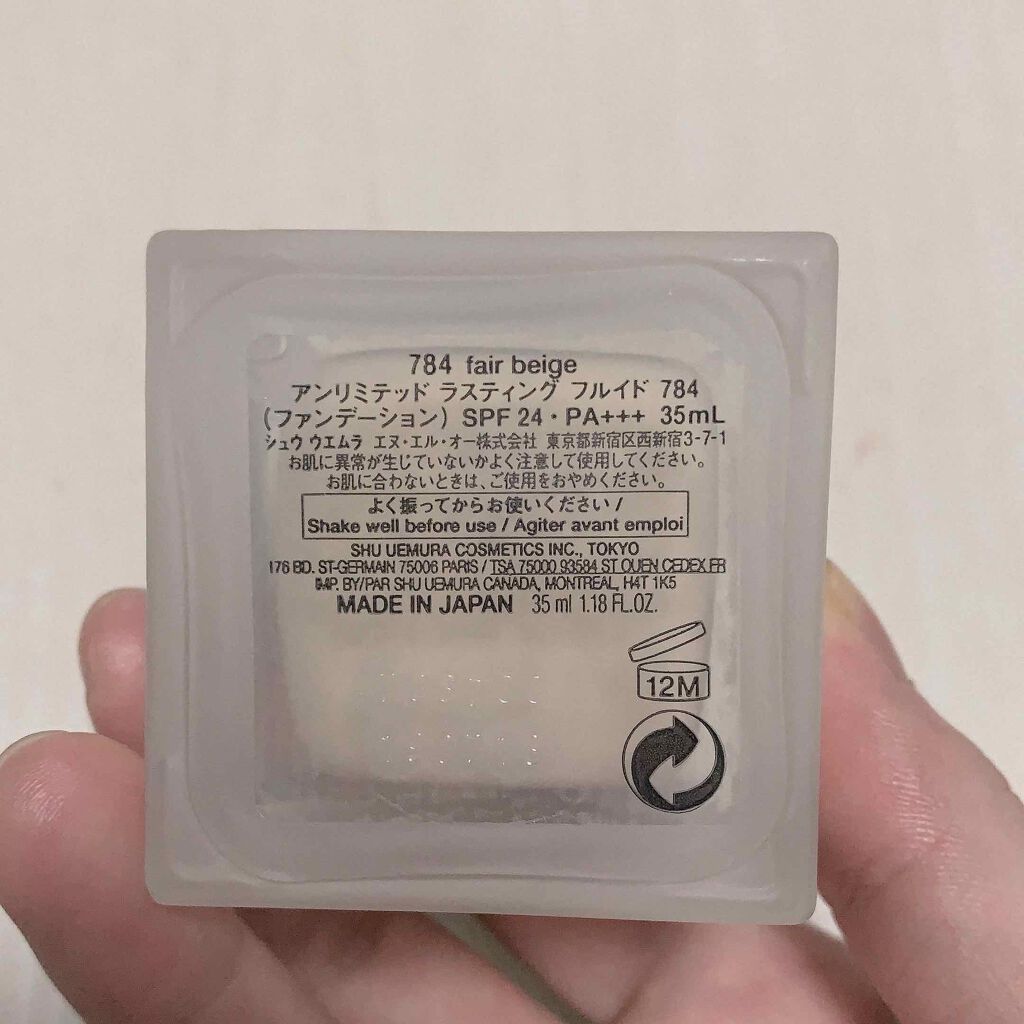 784 fair beige
アンリミテッド ラスティング フルイド 784
（ファンデーション）SPF 24・PA+++ 35mL
シュウ ウエムラ エヌ・エル・オー株式会社 東京都新宿区西新宿3-7-1
お肌に異常が生じていないかよく注意して使用してください。
お肌に合わないときは、ご使用をおやめください。
よく振ってからお使いください /
Shake well before use / Agiter avant emploi
SHU UEMURA COSMETICS INC., TOKYO
176 BD. ST-GERMAIN 75006 PARIS / TSA 75000 93584 ST OUEN CEDEX FR
IMP. BY/PAR SHU UEMURA CANADA, MONTREAL, H4T 1K5
MADE IN JAPAN 35 ml 1.18 FL.OZ.
12M